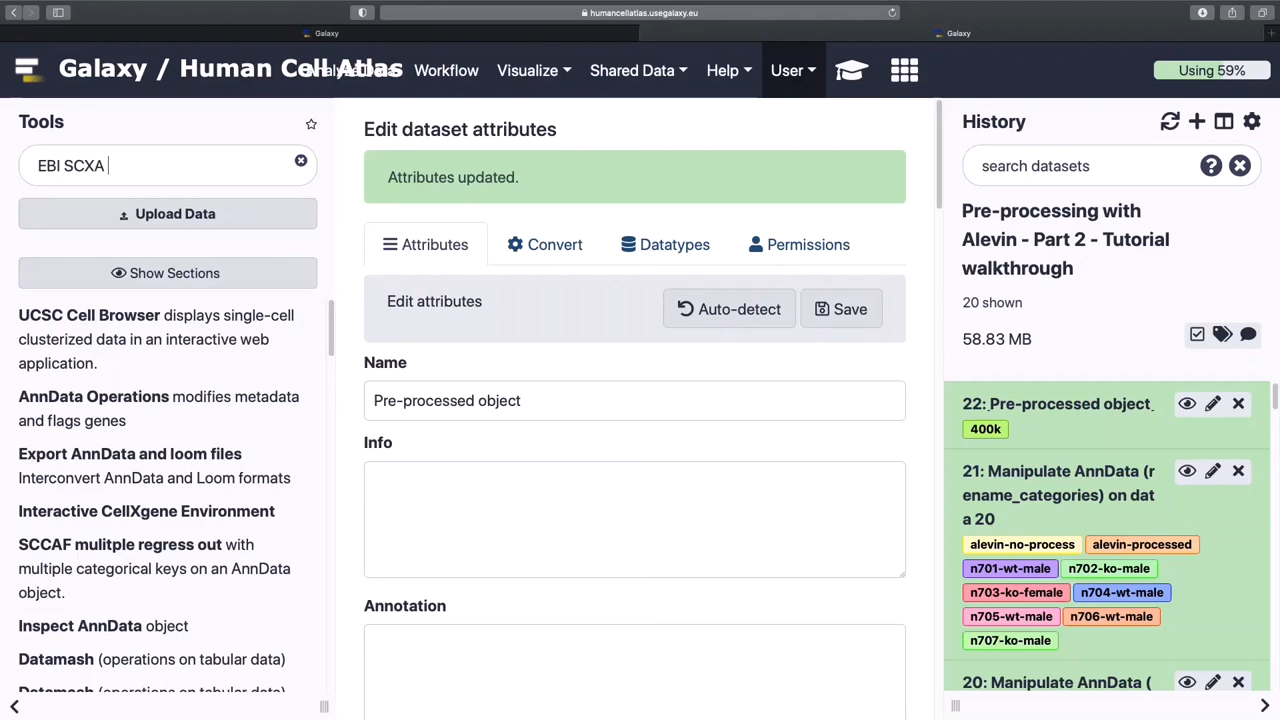 humancellatlas.usegalaxy.eu
Galaxy
Galaxy
Galaxy / Human Cell Atlas
Workflow
Visualize
Shared Data
Help
User
Using 59%
Tools
EBI SCXA
Upload Data
Show Sections
UCSC Cell Browser displays single-cell
clusterized data in an interactive web
application.
AnnData Operations modifies metadata
and flags genes
Export AnnData and loom files
Interconvert AnnData and Loom formats
Interactive CellXgene Environment
SCCAF mulitple regress out with
multiple categorical keys on an AnnData
object.
Inspect AnnData object
Datamash (operations on tabular data)
Datamash (operations on tabular data)
Edit dataset attributes
Attributes updated.
Attributes
Convert
Datatypes
Permissions
Edit attributes
Auto-detect
Save
Name
Pre-processed object
Info
Annotation
History
search datasets
Pre-processing with
Alevin - Part 2 - Tutorial
walkthrough
20 shown
58.83 MB
22: Pre-processed object
400k
21: Manipulate AnnData (r
ename_categories) on dat
a 20
alevin-no-process alevin-processed
n701-wt-male n702-ko-male
n703-ko-female n704-wt-male
n705-wt-male n706-wt-male
n707-ko-male
20: Manipulate AnnData (